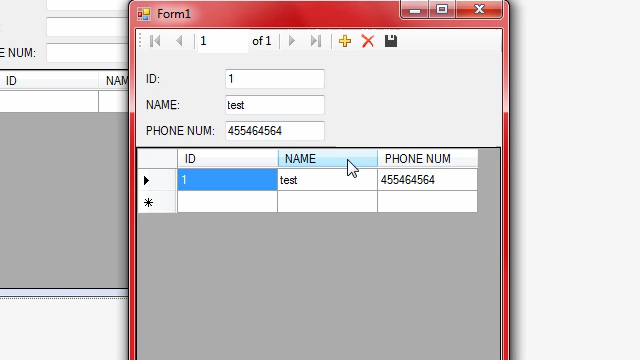 Form1
1 of 1
ID: 1
NAME: test
PHONE NUM: 455464564
ID NAME PHONE NUM
1 test 455464564
E NUM:
ID NAM